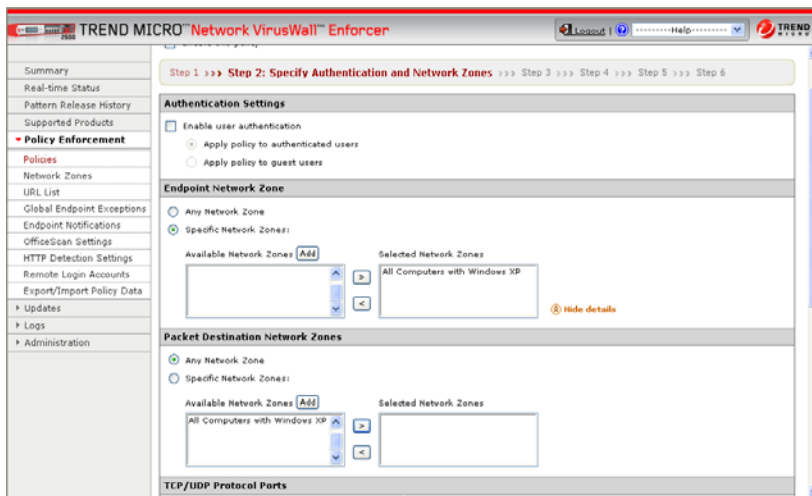 TREND MICRO™ Network VirusWall™ Enforcer
Logout | ---------Help---------
TREND
MICRO
2500
Summary
Real-time Status
Pattern Release History
Supported Products
Policy Enforcement
Policies
Network Zones
URL List
Global Endpoint Exceptions
Endpoint Notifications
OfficeScan Settings
HTTP Detection Settings
Remote Login Accounts
Export/Import Policy Data
Updates
Logs
Administration
Step 1 >>> Step 2: Specify Authentication and Network Zones >>> Step 3 >>> Step 4 >>> Step 5 >>> Step 6
Authentication Settings
Enable user authentication
Apply policy to authenticated users
Apply policy to guest users
Endpoint Network Zone
Any Network Zone
Specific Network Zones:
Available Network Zones Add Selected Network Zones
All Computers with Windows XP
>
<
Hide details
Packet Destination Network Zones
Any Network Zone
Specific Network Zones:
Available Network Zones Add Selected Network Zones
All Computers with Windows XP
>
<
TCP/UDP Protocol Ports